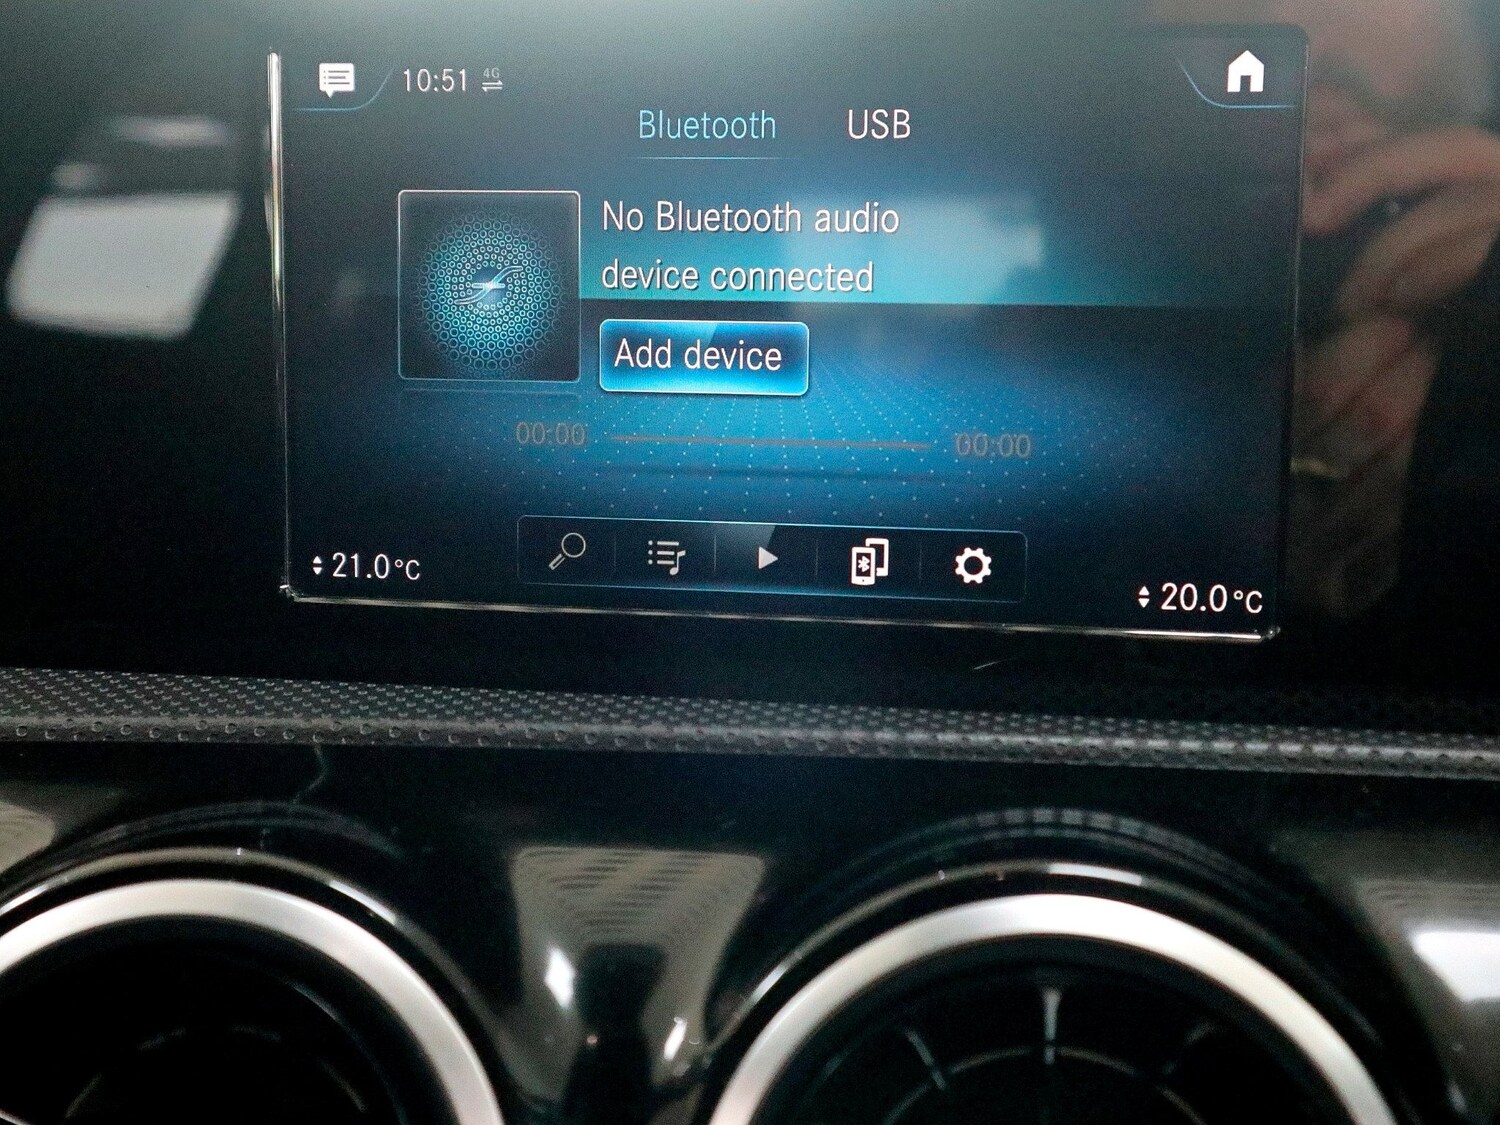 10:51 4G
Bluetooth USB
No Bluetooth audio
device connected
Add device
00:00 00:00
21.0°C
20.0°C